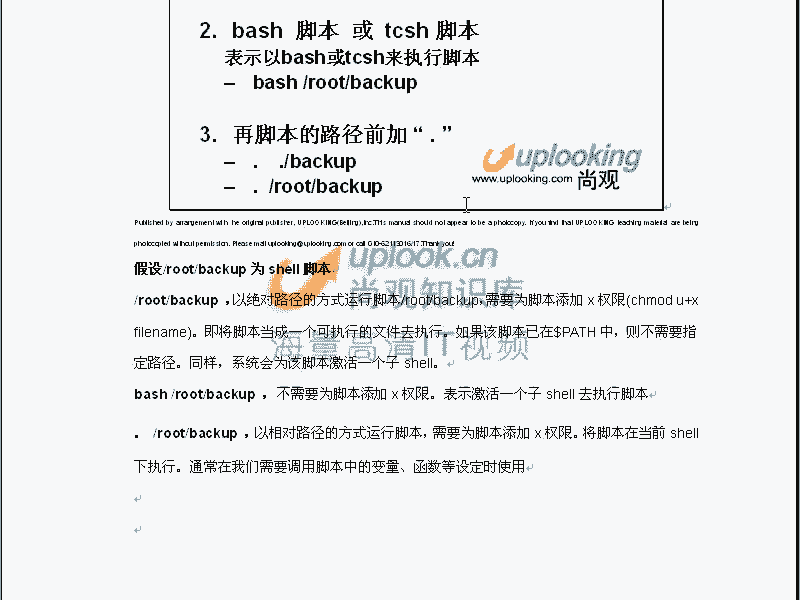 2. bash 脚本 或 tcsh 脚本
表示以bash或tcsh来执行脚本
– bash /root/backup
3. 再脚本的路径前加“ . ”
– . ./backup
– . /root/backup
uplooking
www.uplooking.com 尚观
Published by arrangement with the original publisher, UPLOOKING(Beijing),Inc.This manual should not appear to be a photocopy. If you find that UPLOOKING teaching material are being
photocopied without permission. Please mail uplooking@uplooking.com or call 010-62113016/17.Thank you!
uplook.cn
假设/root/backup 为 shell 脚本
尚观知识库
/root/backup ，以绝对路径的方式运行脚本/root/backup,需要为脚本添加 x 权限(chmod u+x
filename)。即将脚本当成一个可执行的文件去执行。如果该脚本已在$PATH 中，则不需要指
海量高清IT视频
定路径。同样，系统会为该脚本激活一个子 shell。
bash /root/backup ，不需要为脚本添加 x 权限。表示激活一个子 shell 去执行脚本
. /root/backup ，以相对路径的方式运行脚本，需要为脚本添加 x 权限。将脚本在当前 shell
下执行。通常在我们需要调用脚本中的变量、函数等设定时使用